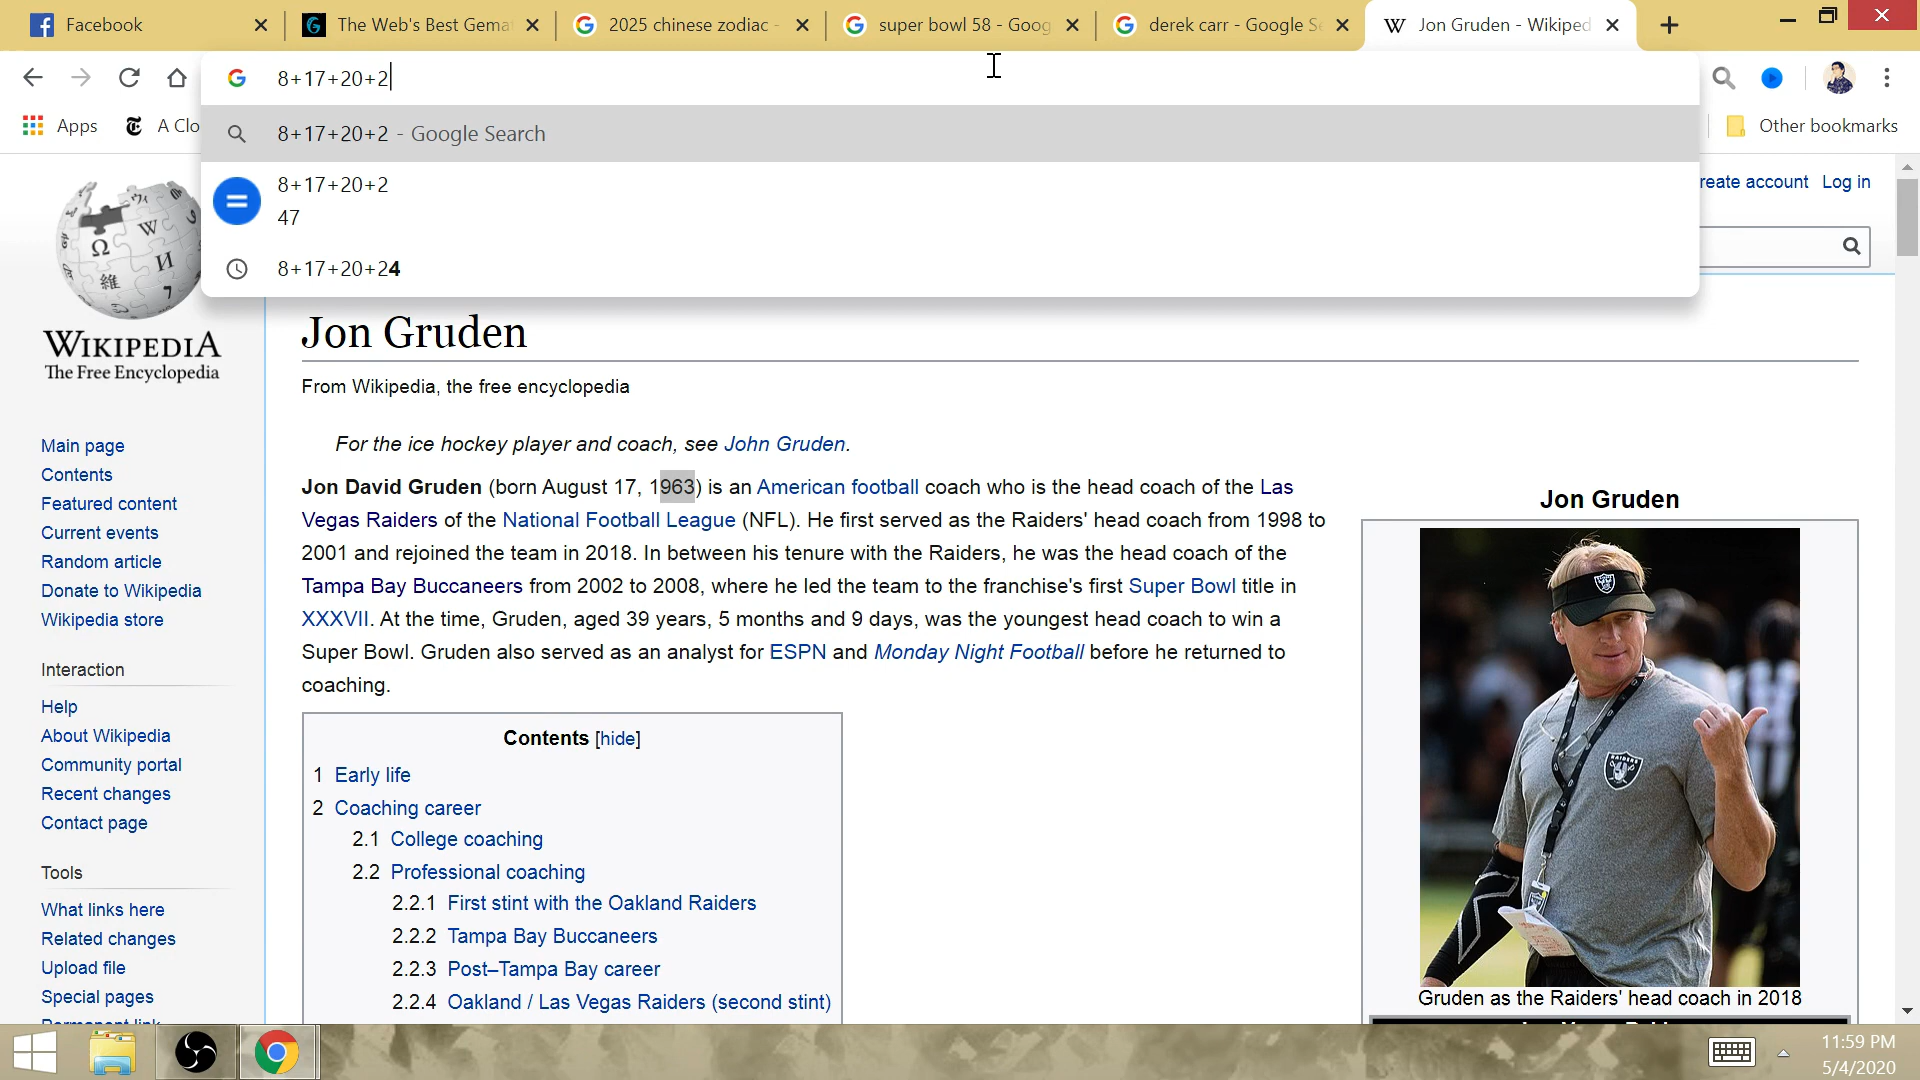 Facebook
The Web's Best Gema
2025 chinese zodiac -
super bowl 58 - Goog
derek carr - Google Se
W Jon Gruden - Wikiped
8+17+20+2
Apps
A Clo
Other bookmarks
8+17+20+2 - Google Search
8+17+20+2
47
8+17+20+24
reate account Log in
WIKIPEDIA
The Free Encyclopedia
Main page
Contents
Featured content
Current events
Random article
Donate to Wikipedia
Wikipedia store
Interaction
Help
About Wikipedia
Community portal
Recent changes
Contact page
Tools
What links here
Related changes
Upload file
Special pages
Permanent link
Jon Gruden
From Wikipedia, the free encyclopedia
For the ice hockey player and coach, see John Gruden.
Jon David Gruden (born August 17, 1963) is an American football coach who is the head coach of the Las
Vegas Raiders of the National Football League (NFL). He first served as the Raiders' head coach from 1998 to
2001 and rejoined the team in 2018. In between his tenure with the Raiders, he was the head coach of the
Tampa Bay Buccaneers from 2002 to 2008, where he led the team to the franchise's first Super Bowl title in
XXXVII. At the time, Gruden, aged 39 years, 5 months and 9 days, was the youngest head coach to win a
Super Bowl. Gruden also served as an analyst for ESPN and Monday Night Football before he returned to
coaching.
Contents [hide]
1 Early life
2 Coaching career
2.1 College coaching
2.2 Professional coaching
2.2.1 First stint with the Oakland Raiders
2.2.2 Tampa Bay Buccaneers
2.2.3 Post–Tampa Bay career
2.2.4 Oakland / Las Vegas Raiders (second stint)
Jon Gruden
RAIDERS
Gruden as the Raiders' head coach in 2018
11:59 PM
5/4/2020